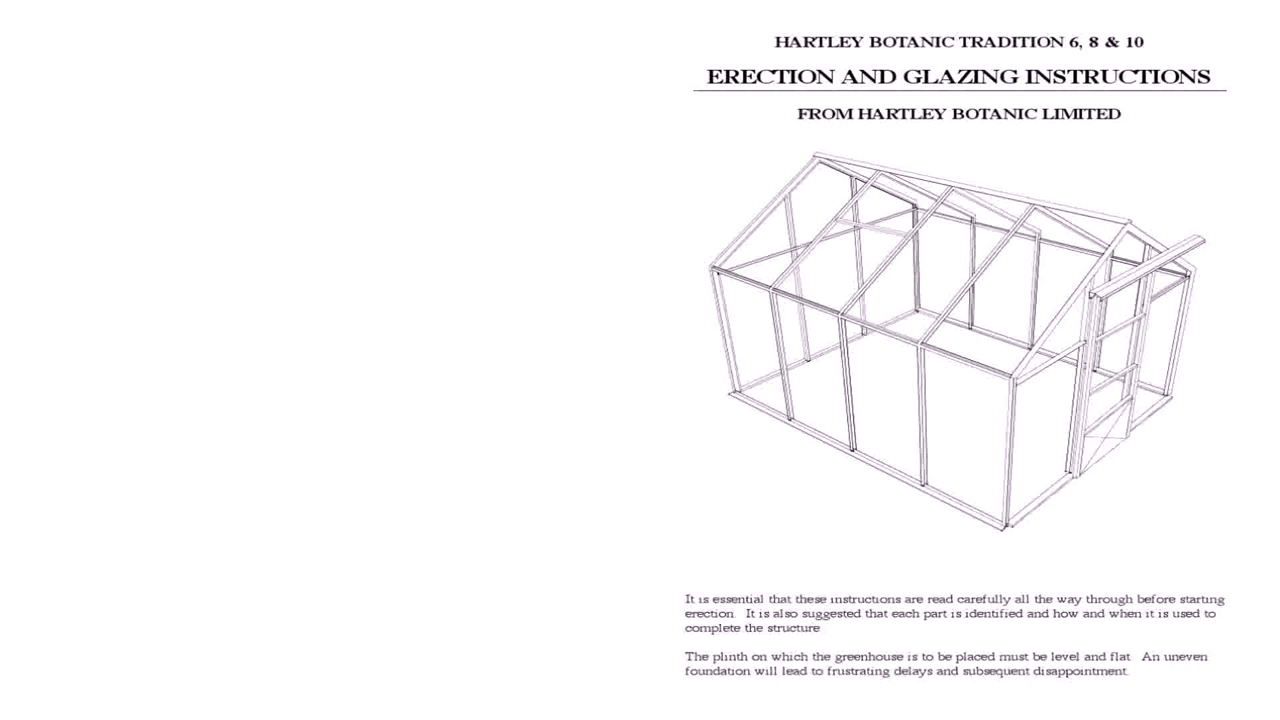 HARTLEY BOTANIC TRADITION 6, 8 & 10
ERECTION AND GLAZING INSTRUCTIONS
FROM HARTLEY BOTANIC LIMITED
It is essential that these instructions are read carefully all the way through before starting
erection. It is also suggested that each part is identified and how and when it is used to
complete the structure
The plinth on which the greenhouse is to be placed must be level and flat An uneven
foundation will lead to frustrating delays and subsequent disappointment.